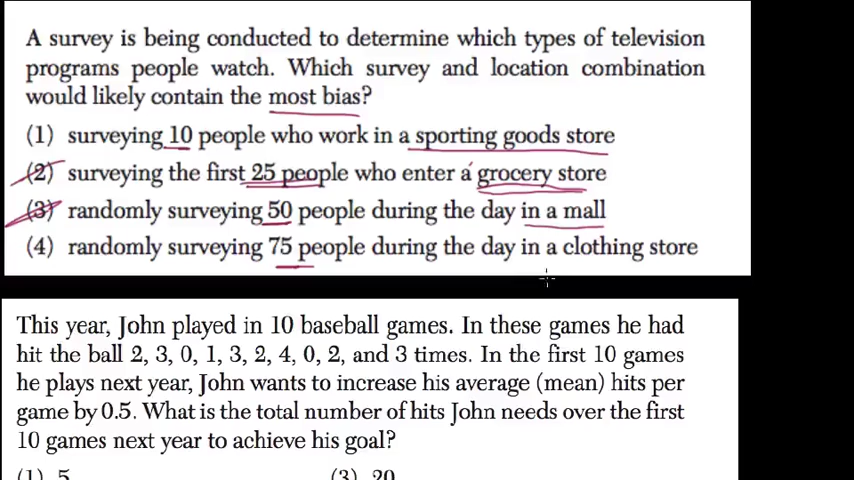 A survey is being conducted to determine which types of television
programs people watch. Which survey and location combination
would likely contain the most bias?
(1) surveying 10 people who work in a sporting goods store
(2) surveying the first 25 people who enter a grocery store
(3) randomly surveying 50 people during the day in a mall
(4) randomly surveying 75 people during the day in a clothing store
This year, John played in 10 baseball games. In these games he had
hit the ball 2, 3, 0, 1, 3, 2, 4, 0, 2, and 3 times. In the first 10 games
he plays next year, John wants to increase his average (mean) hits per
game by 0.5. What is the total number of hits John needs over the first
10 games next year to achieve his goal?
(1) 5 (3) 20